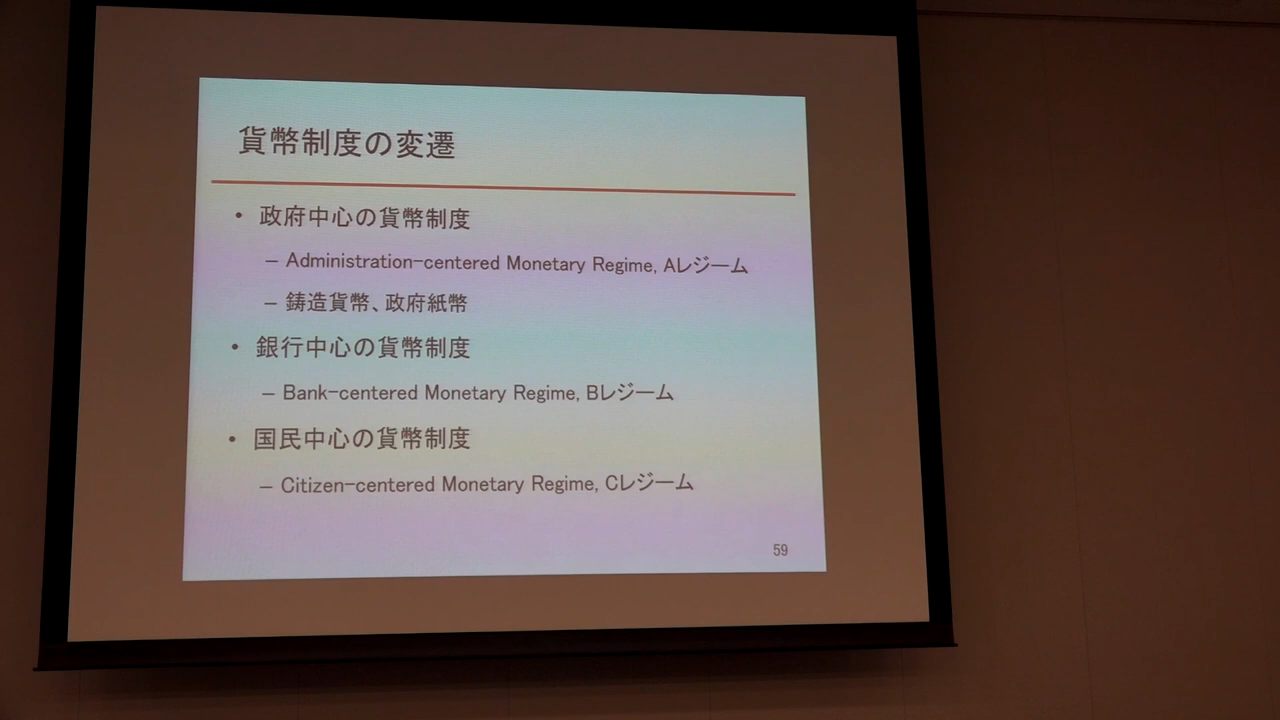 貨幣制度の変遷
• 政府中心の貨幣制度
– Administration-centered Monetary Regime, Aレジーム
– 鋳造貨幣、政府紙幣
• 銀行中心の貨幣制度
– Bank-centered Monetary Regime, Bレジーム
• 国民中心の貨幣制度
– Citizen-centered Monetary Regime, Cレジーム
59